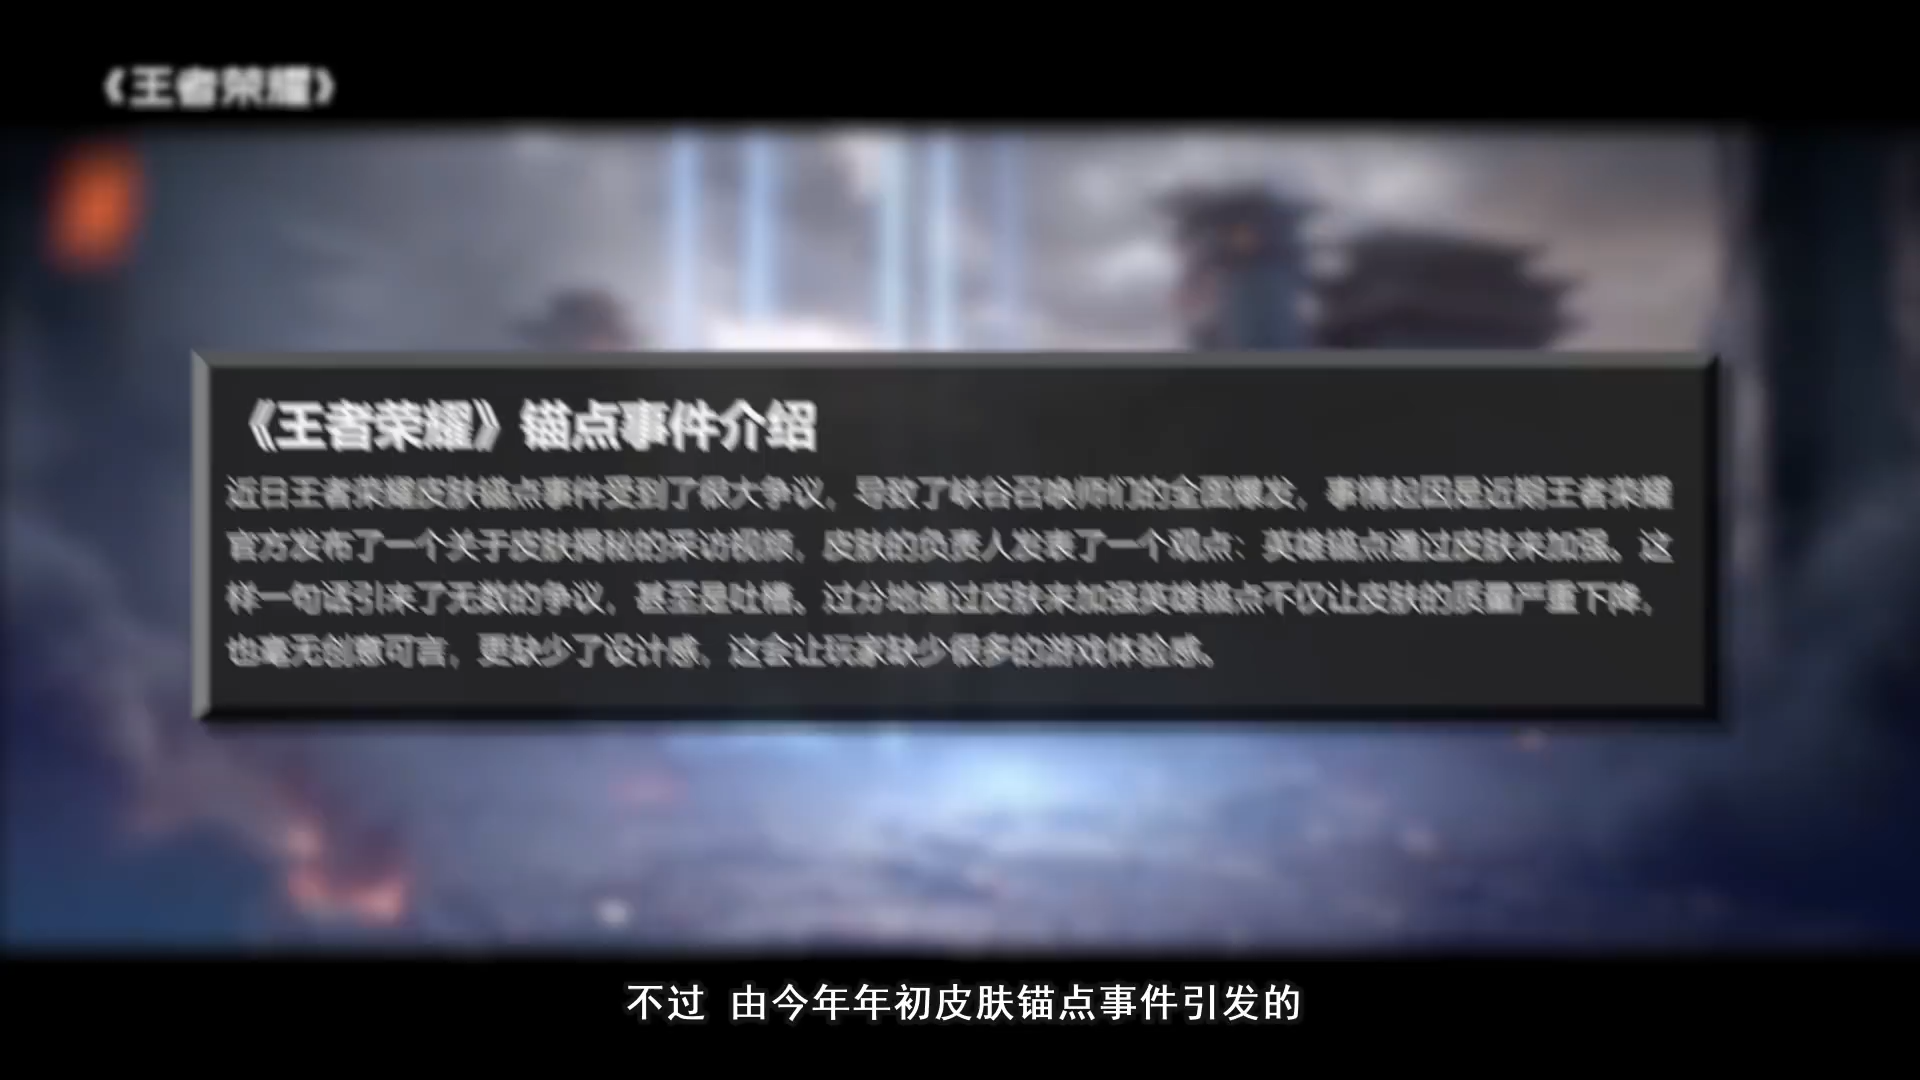 《王者荣耀》
《王者荣耀》锚点事件介绍
近日王者荣耀皮肤锚点事件受到了很大争议，导致了峡谷召唤师们的全面爆发，事情起因是近期王者荣耀
官方发布了一个关于皮肤揭秘的采访视频，皮肤的负责人发表了一个观点：英雄锚点通过皮肤来加强。这
样一句话引来了无数的争议，甚至是吐槽。过分地通过皮肤来加强英雄锚点不仅让皮肤的质量严重下降，
也毫无创意可言，更缺少了设计感，这会让玩家缺少很多的游戏体验感。
不过 由今年年初皮肤锚点事件引发的